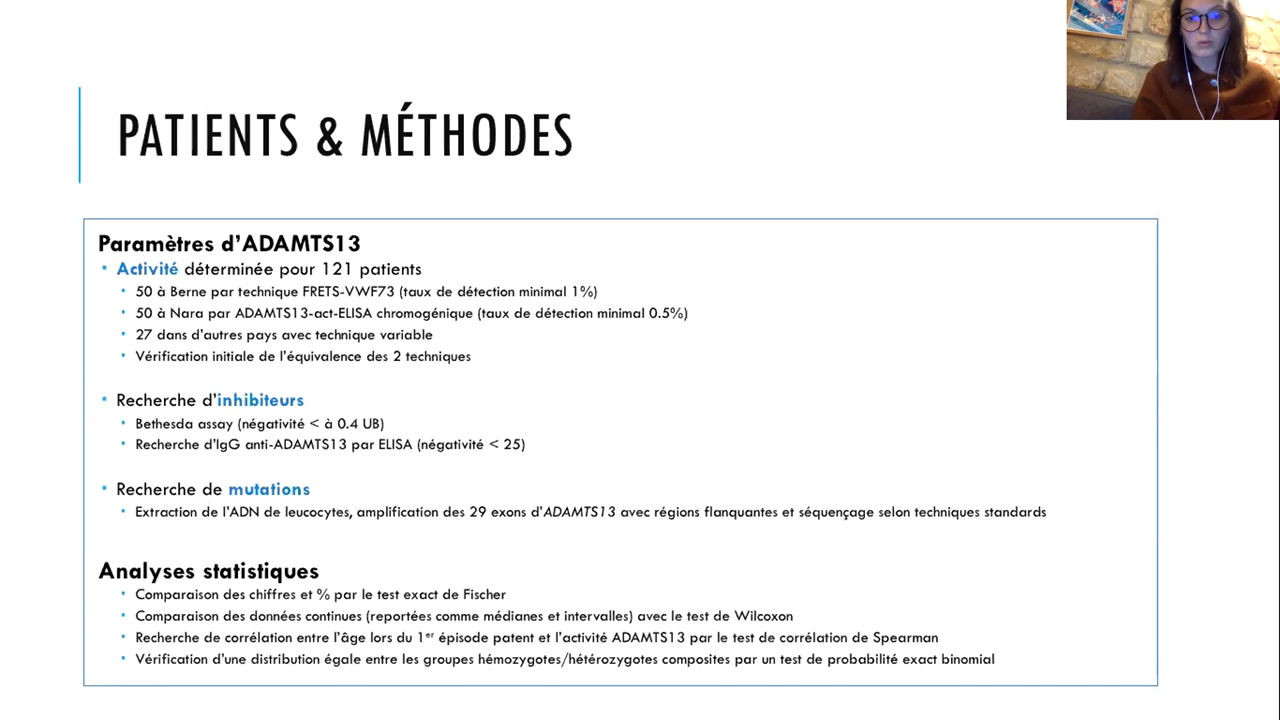 PATIENTS & MÉTHODES
Paramètres d'ADAMTS13
▪ Activité déterminée pour 121 patients
▪ 50 à Berne par technique FRETS-VWF73 (taux de détection minimal 1%)
▪ 50 à Nara par ADAMTS13-act-ELISA chromogénique (taux de détection minimal 0.5%)
▪ 27 dans d'autres pays avec technique variable
▪ Vérification initiale de l'équivalence des 2 techniques
▪ Recherche d'inhibiteurs
▪ Bethesda assay (négativité < à 0.4 UB)
▪ Recherche d'IgG anti-ADAMTS13 par ELISA (négativité < 25)
▪ Recherche de mutations
▪ Extraction de l'ADN de leucocytes, amplification des 29 exons d'ADAMTS13 avec régions flanquantes et séquençage selon techniques standards
Analyses statistiques
▪ Comparaison des chiffres et % par le test exact de Fischer
▪ Comparaison des données continues (reportées comme médianes et intervalles) avec le test de Wilcoxon
▪ Recherche de corrélation entre l'âge lors du 1er épisode patent et l'activité ADAMTS13 par le test de corrélation de Spearman
▪ Vérification d'une distribution égale entre les groupes hémozygotes/hétérozygotes composites par un test de probabilité exact binomial